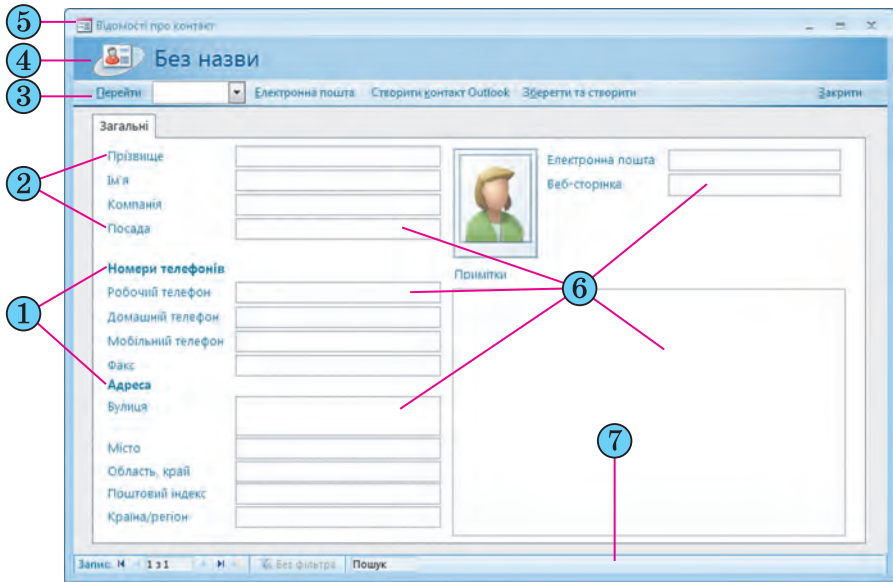 5
Відомості про контакт
4
Без назви
3
Перейти Електронна пошта Створити контакт Outlook Зберегти та створити Закрити
Загальні
2
Прізвище
Ім'я
Компанія
Посада
Електронна пошта
Веб-сторінка
1
Номери телефонів
Робочий телефон
Домашній телефон
Мобільний телефон
Факс
Адреса
Вулиця
Місто
Область, край
Поштовий індекс
Країна/регіон
Примітки
6
7
Запис: 1 з 1 Без фільтра Пошук